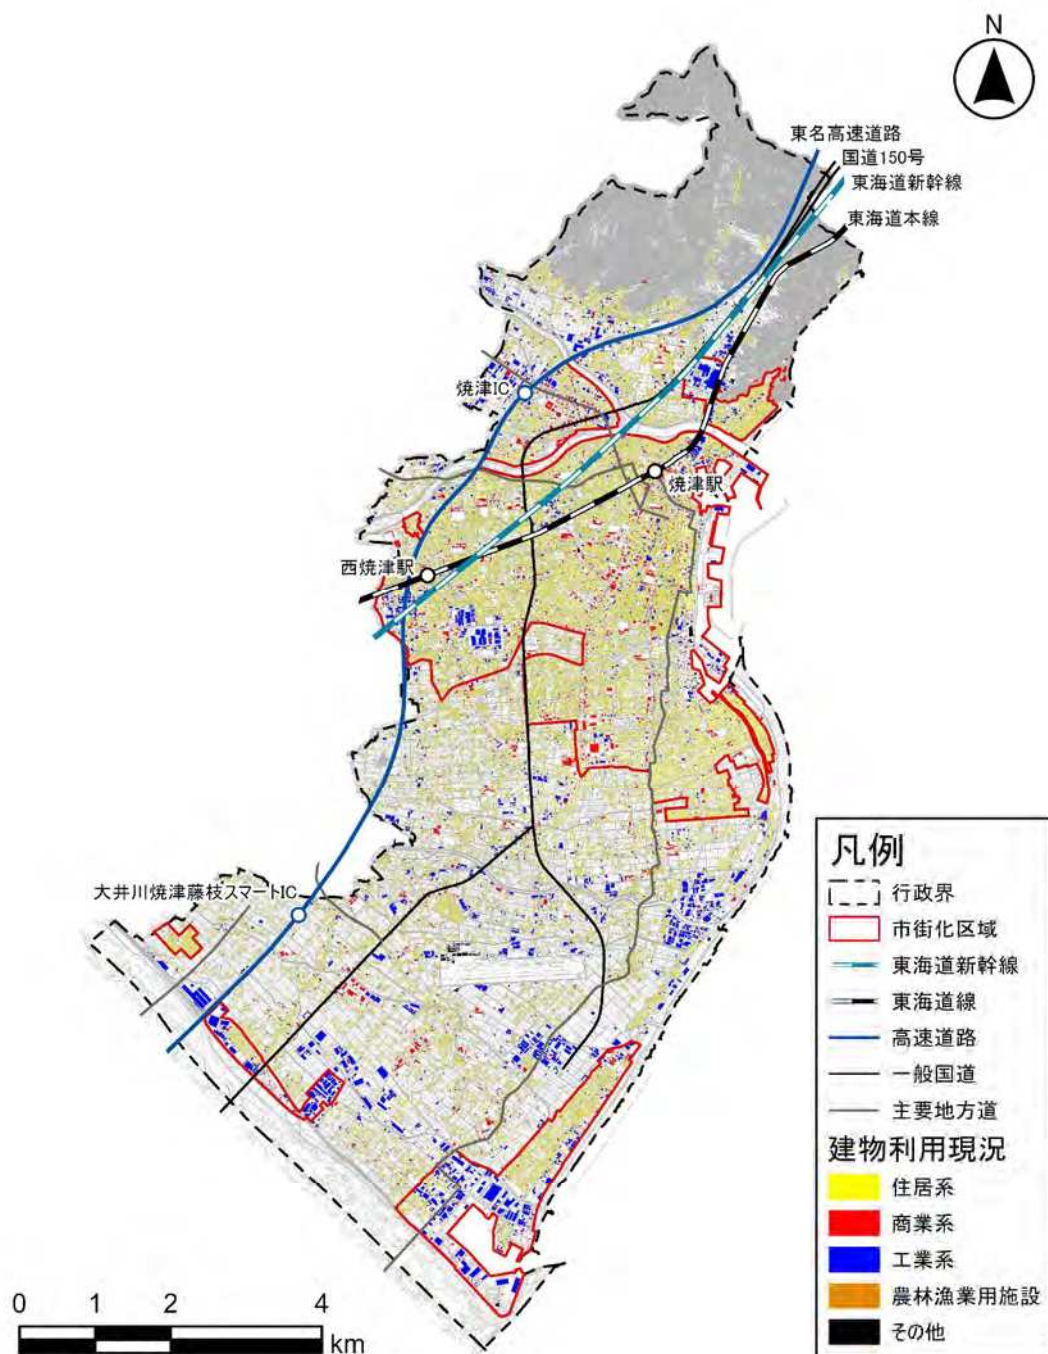 N
東名高速道路
国道150号
東海道新幹線
東海道本線
焼津IC
焼津駅
西焼津駅
大井川焼津藤枝スマートIC
凡例
行政界
市街化区域
東海道新幹線
東海道線
高速道路
一般国道
主要地方道
建物利用現況
住居系
商業系
工業系
農林漁業用施設
その他
0 1 2 4
km